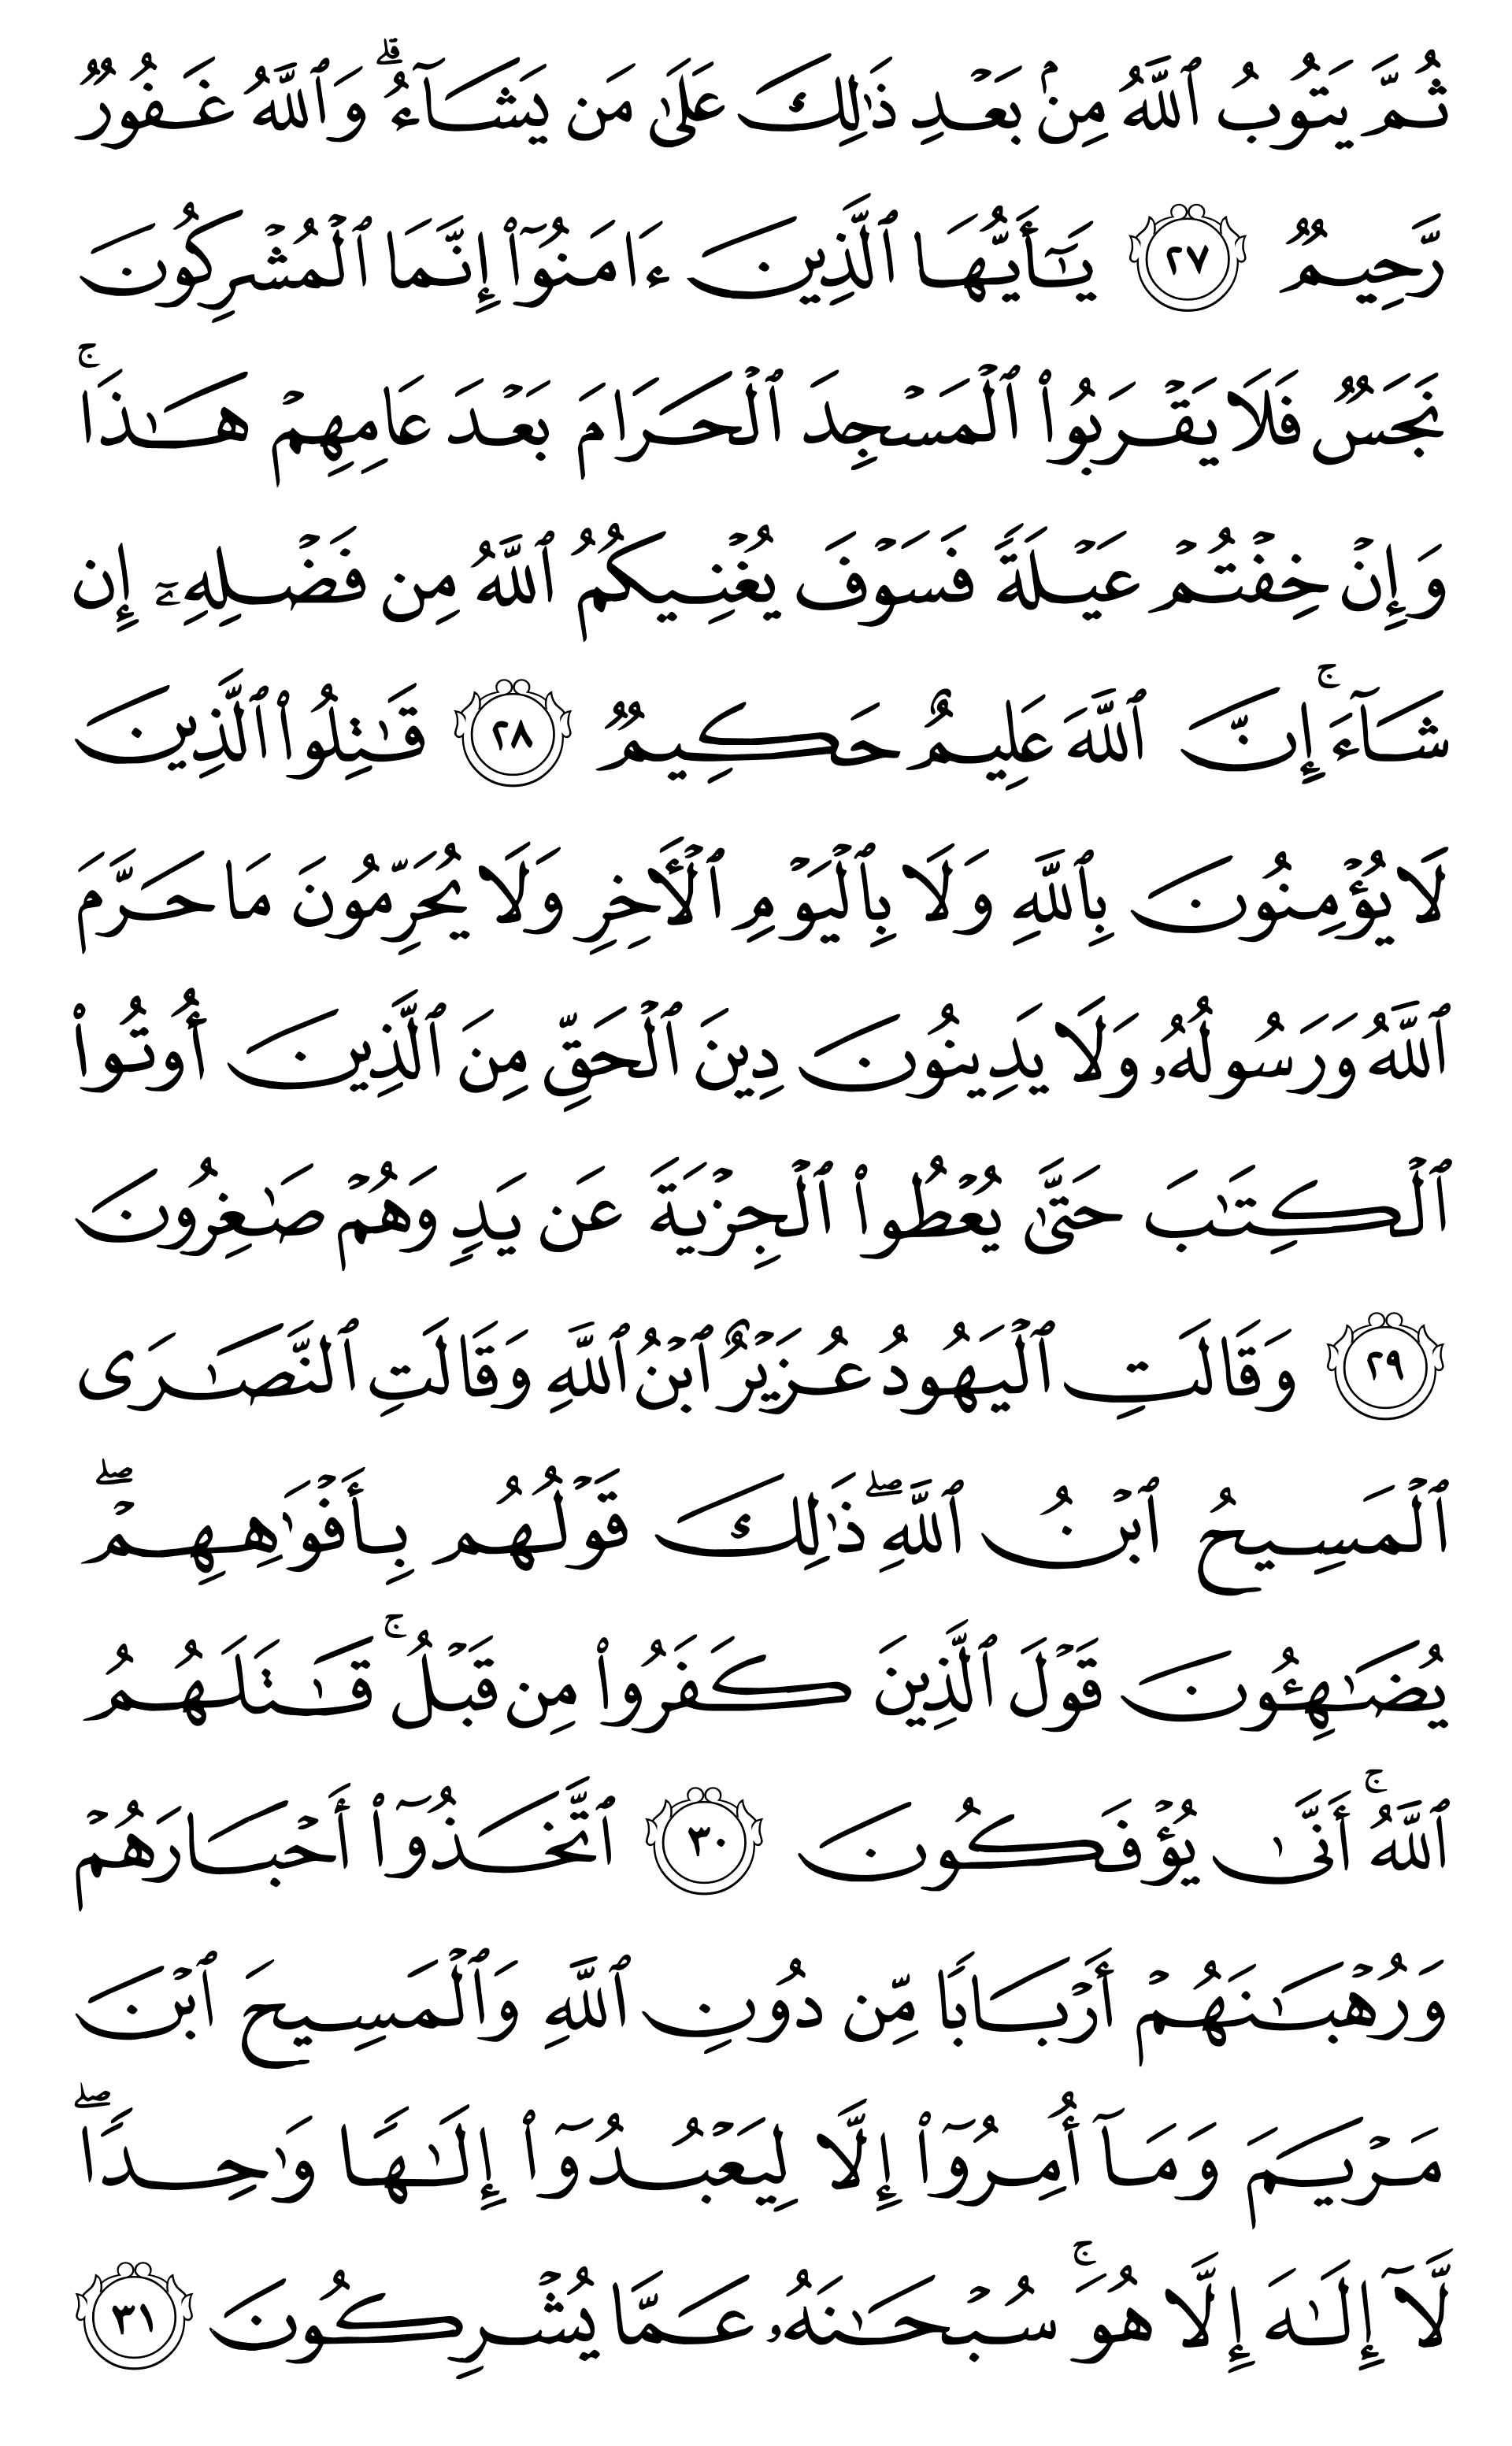 ثُمَّ يَتُوبُ ٱللَّهُ مِنۢ بَعۡدِ ذَٰلِكَ عَلَىٰ مَن يَشَآءُۗ وَٱللَّهُ غَفُورٞ
رَّحِيمٞ ٢٧ يَٰٓأَيُّهَا ٱلَّذِينَ ءَامَنُوٓاْ إِنَّمَا ٱلۡمُشۡرِكُونَ
نَجَسٞ فَلَا يَقۡرَبُواْ ٱلۡمَسۡجِدَ ٱلۡحَرَامَ بَعۡدَ عَامِهِمۡ هَٰذَاۚ
وَإِنۡ خِفۡتُمۡ عَيۡلَةٗ فَسَوۡفَ يُغۡنِيكُمُ ٱللَّهُ مِن فَضۡلِهِۦٓ إِن
شَآءَۚ إِنَّ ٱللَّهَ عَلِيمٌ حَكِيمٞ ٢٨ قَٰتِلُواْ ٱلَّذِينَ
لَا يُؤۡمِنُونَ بِٱللَّهِ وَلَا بِٱلۡيَوۡمِ ٱلۡأٓخِرِ وَلَا يُحَرِّمُونَ مَا حَرَّمَ
ٱللَّهُ وَرَسُولُهُۥ وَلَا يَدِينُونَ دِينَ ٱلۡحَقِّ مِنَ ٱلَّذِينَ أُوتُواْ
ٱلۡكِتَٰبَ حَتَّىٰ يُعۡطُواْ ٱلۡجِزۡيَةَ عَن يَدٖ وَهُمۡ صَٰغِرُونَ
٢٩ وَقَالَتِ ٱلۡيَهُودُ عُزَيۡرٌ ٱبۡنُ ٱللَّهِ وَقَالَتِ ٱلنَّصَٰرَى
ٱلۡمَسِيحُ ٱبۡنُ ٱللَّهِۖ ذَٰلِكَ قَوۡلُهُم بِأَفۡوَٰهِهِمۡۖ
يُضَٰهِـُٔونَ قَوۡلَ ٱلَّذِينَ كَفَرُواْ مِن قَبۡلُۚ قَٰتَلَهُمُ
ٱللَّهُۚ أَنَّىٰ يُؤۡفَكُونَ ٣٠ ٱتَّخَذُوٓاْ أَحۡبَارَهُمۡ
وَرُهۡبَٰنَهُمۡ أَرۡبَابٗا مِّن دُونِ ٱللَّهِ وَٱلۡمَسِيحَ ٱبۡنَ
مَرۡيَمَ وَمَآ أُمِرُوٓاْ إِلَّا لِيَعۡبُدُوٓاْ إِلَٰهٗا وَٰحِدٗاۖ
لَّآ إِلَٰهَ إِلَّا هُوَۚ سُبۡحَٰنَهُۥ عَمَّا يُشۡرِكُونَ ٣١